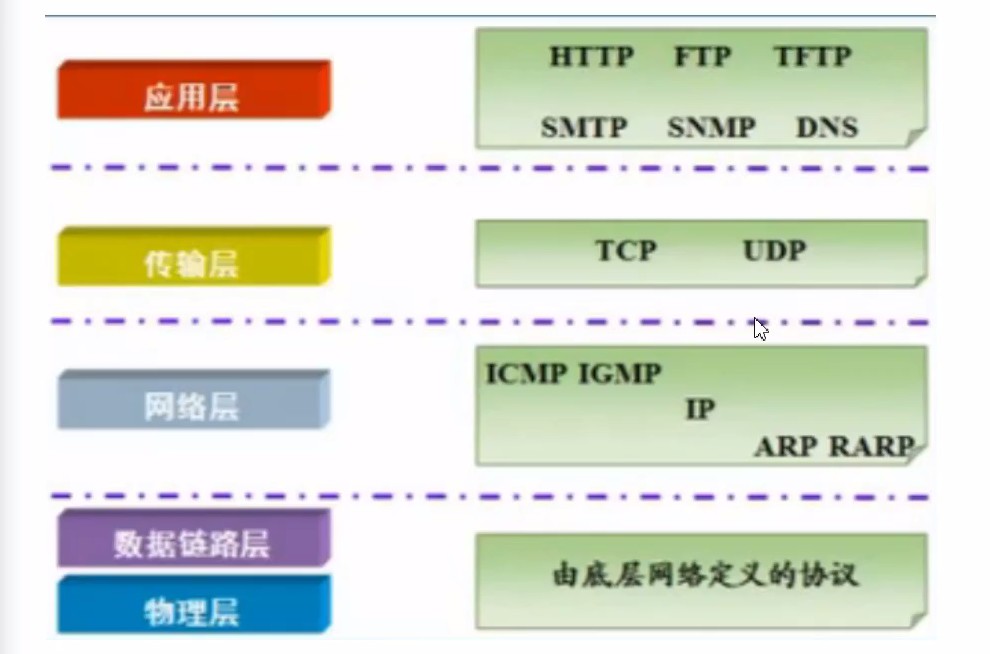 应用层
HTTP FTP TFTP
SMTP SNMP DNS
传输层
TCP UDP
网络层
ICMP IGMP
IP
ARP RARP
数据链路层
物理层
由底层网络定义的协议